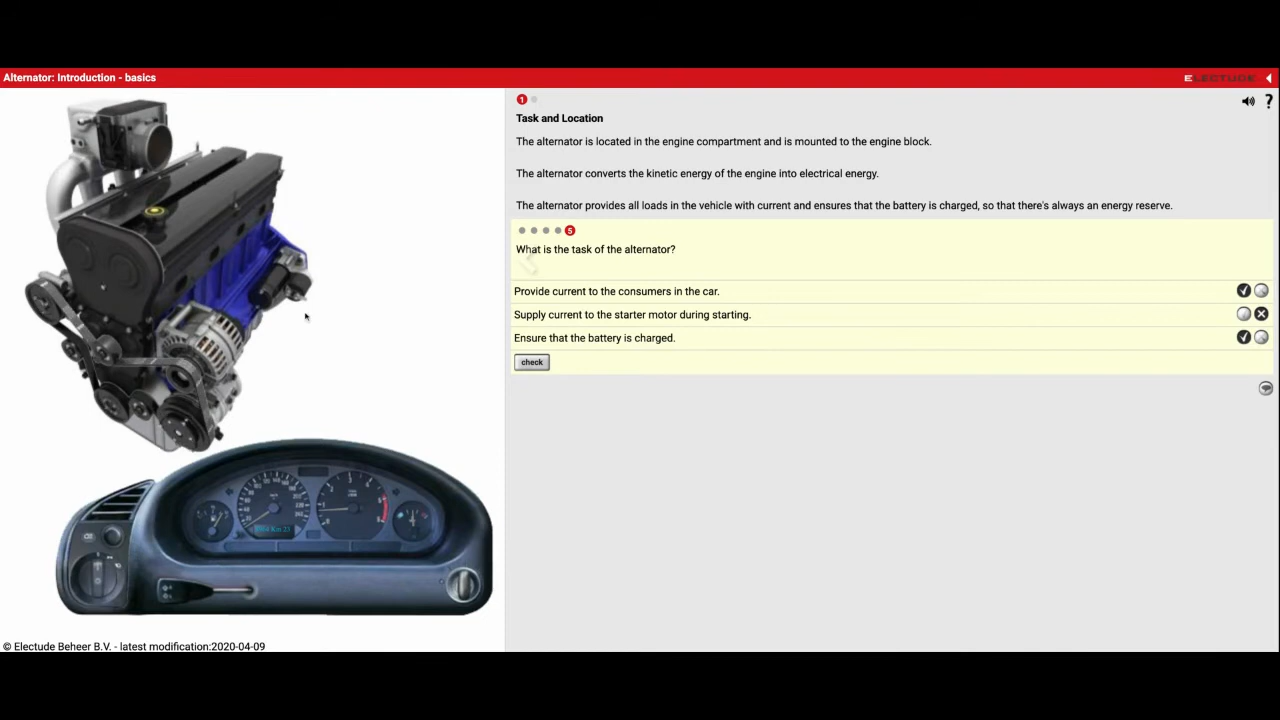 Alternator: Introduction - basics
ELECTUDE
1
Task and Location
The alternator is located in the engine compartment and is mounted to the engine block.
The alternator converts the kinetic energy of the engine into electrical energy.
The alternator provides all loads in the vehicle with current and ensures that the battery is charged, so that there's always an energy reserve.
5
What is the task of the alternator?
Provide current to the consumers in the car.
Supply current to the starter motor during starting.
Ensure that the battery is charged.
check
© Electude Beheer B.V. - latest modification:2020-04-09